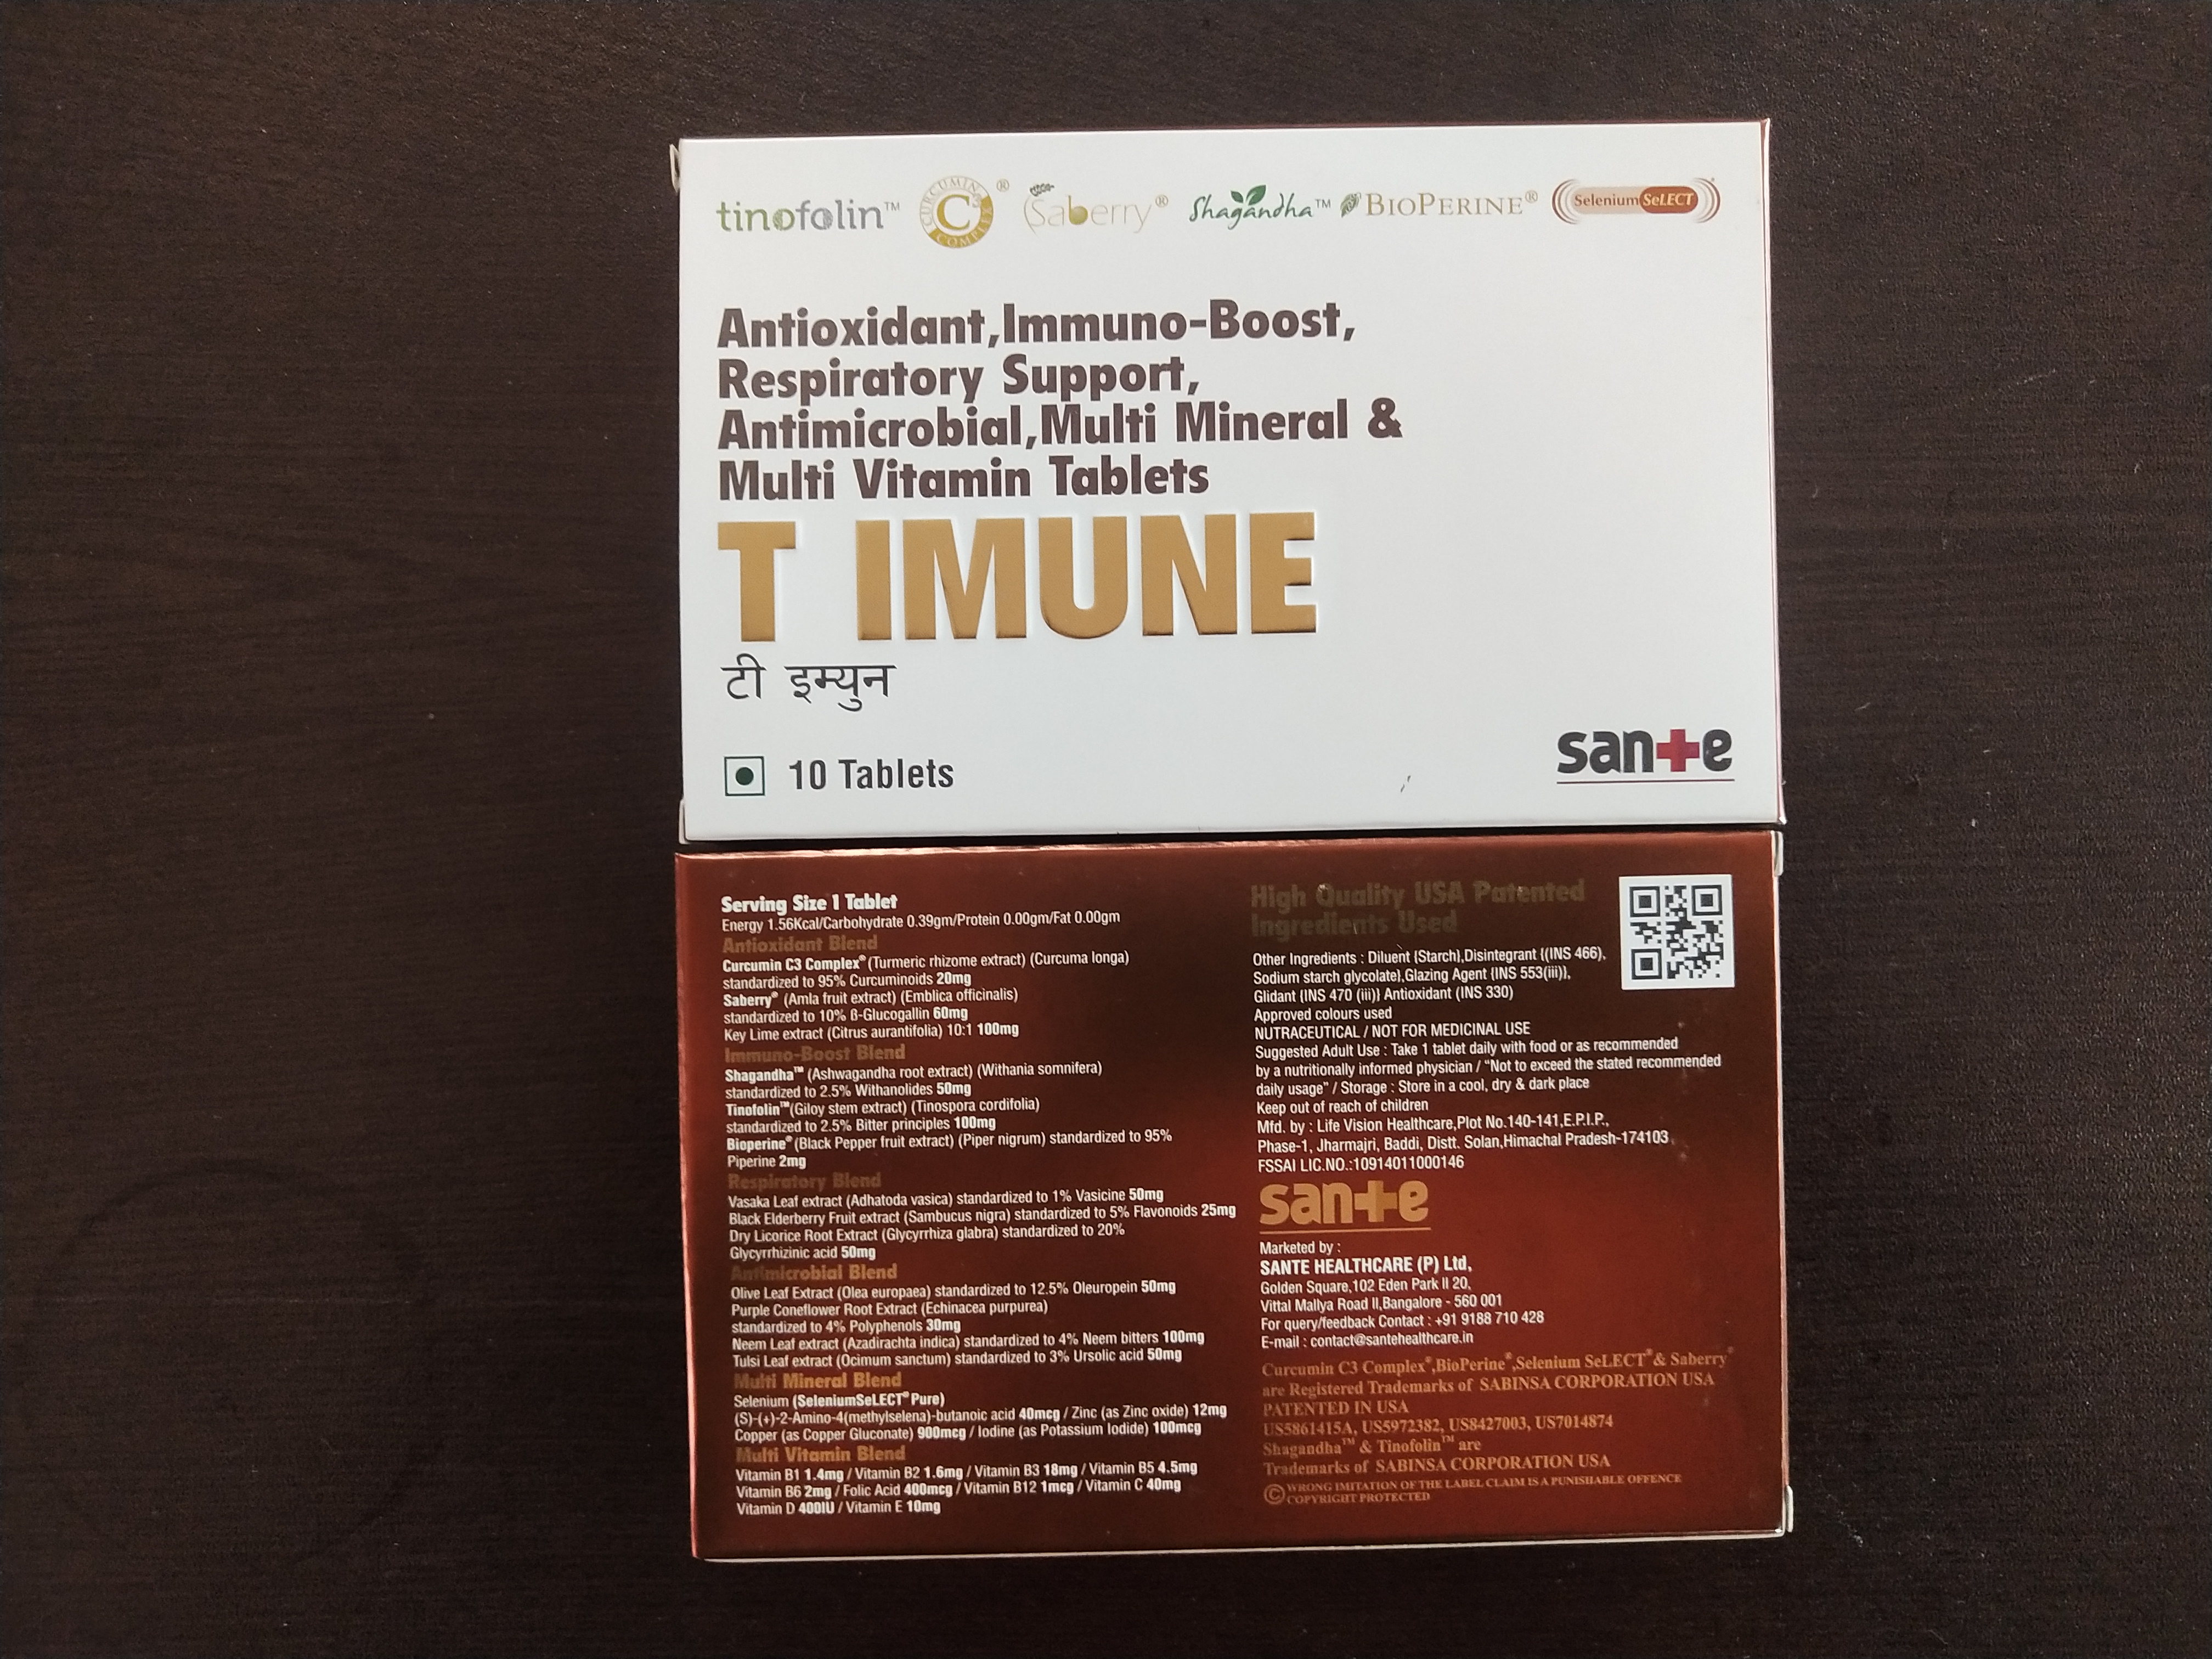 tinofolin™ CURCUMIN C3 COMPLEX® Saberry® Shagandha™ BIOPERINE® Selenium SeLECT®
Antioxidant,Immuno-Boost,
Respiratory Support,
Antimicrobial,Multi Mineral &
Multi Vitamin Tablets
T IMUNE
टी इम्युन
10 Tablets
sante
Serving Size 1 Tablet
Energy 1.56Kcal/Carbohydrate 0.39gm/Protein 0.00gm/Fat 0.00gm
Antioxidant Blend
Curcumin C3 Complex® (Turmeric rhizome extract) (Curcuma longa)
standardized to 95% Curcuminoids 20mg
Saberry® (Amla fruit extract) (Emblica officinalis)
standardized to 10% ß-Glucogallin 60mg
Key Lime extract (Citrus aurantifolia) 10:1 100mg
Immuno-Boost Blend
Shagandha™ (Ashwagandha root extract) (Withania somnifera)
standardized to 2.5% Withanolides 50mg
Tinofolin™(Giloy stem extract) (Tinospora cordifolia)
standardized to 2.5% Bitter principles 100mg
Bioperine® (Black Pepper fruit extract) (Piper nigrum) standardized to 95%
Piperine 2mg
Respiratory Blend
Vasaka Leaf extract (Adhatoda vasica) standardized to 1% Vasicine 50mg
Black Elderberry Fruit extract (Sambucus nigra) standardized to 5% Flavonoids 25mg
Dry Licorice Root Extract (Glycyrrhiza glabra) standardized to 20%
Glycyrrhizinic acid 50mg
Antimicrobial Blend
Olive Leaf Extract (Olea europaea) standardized to 12.5% Oleuropein 50mg
Purple Coneflower Root Extract (Echinacea purpurea)
standardized to 4% Polyphenols 30mg
Neem Leaf extract (Azadirachta indica) standardized to 4% Neem bitters 100mg
Tulsi Leaf extract (Ocimum sanctum) standardized to 3% Ursolic acid 50mg
Multi Mineral Blend
Selenium (SeleniumSeLECT® Pure)
(S)-(+)-2-Amino-4(methylselena)-butanoic acid 40mcg / Zinc (as Zinc oxide) 12mg
Copper (as Copper Gluconate) 900mcg / Iodine (as Potassium Iodide) 100mcg
Multi Vitamin Blend
Vitamin B1 1.4mg / Vitamin B2 1.6mg / Vitamin B3 18mg / Vitamin B5 4.5mg
Vitamin B6 2mg / Folic Acid 400mcg / Vitamin B12 1mcg / Vitamin C 40mg
Vitamin D 400IU / Vitamin E 10mg
High Quality USA Patented
Ingredients Used
Other Ingredients : Diluent {Starch},Disintegrant {(INS 466),
Sodium starch glycolate},Glazing Agent {INS 553(iii)},
Glidant {INS 470 (iii)} Antioxidant (INS 330)
Approved colours used
NUTRACEUTICAL / NOT FOR MEDICINAL USE
Suggested Adult Use : Take 1 tablet daily with food or as recommended
by a nutritionally informed physician / “Not to exceed the stated recommended
daily usage” / Storage : Store in a cool, dry & dark place
Keep out of reach of children
Mfd. by : Life Vision Healthcare,Plot No.140-141,E.P.I.P.,
Phase-1, Jharmajri, Baddi, Distt. Solan,Himachal Pradesh-174103
FSSAI LIC.NO.:10914011000146
sante
Marketed by :
SANTE HEALTHCARE (P) Ltd,
Golden Square,102 Eden Park II 20,
Vittal Mallya Road II,Bangalore - 560 001
For query/feedback Contact : +91 9188 710 428
E-mail : contact@santehealthcare.in
Curcumin C3 Complex®,BioPerine®,Selenium SeLECT® & Saberry®
are Registered Trademarks of SABINSA CORPORATION USA
PATENTED IN USA
US5861415A, US5972382, US8427003, US7014874
Shagandha™ & Tinofolin™ are
Trademarks of SABINSA CORPORATION USA
© WRONG IMITATION OF THE LABEL CLAIM IS A PUNISHABLE OFFENCE
COPYRIGHT PROTECTED